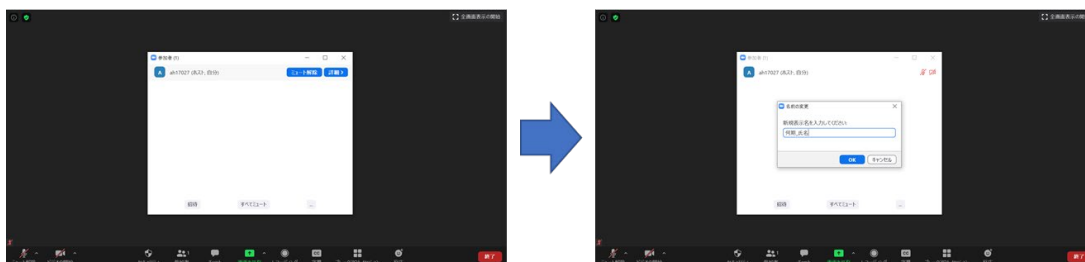 全画面表示の開始
参加者 (1)
A
ah17027 (ホスト, 自分)
ミュート解除
詳細 >
招待
すべてミュート
...
終了
全画面表示の開始
参加者 (1)
A
ah17027 (ホスト, 自分)
名前の変更
新規表示名を入力してください:
何期_氏名
OK
キャンセル
招待
すべてミュート
...
終了